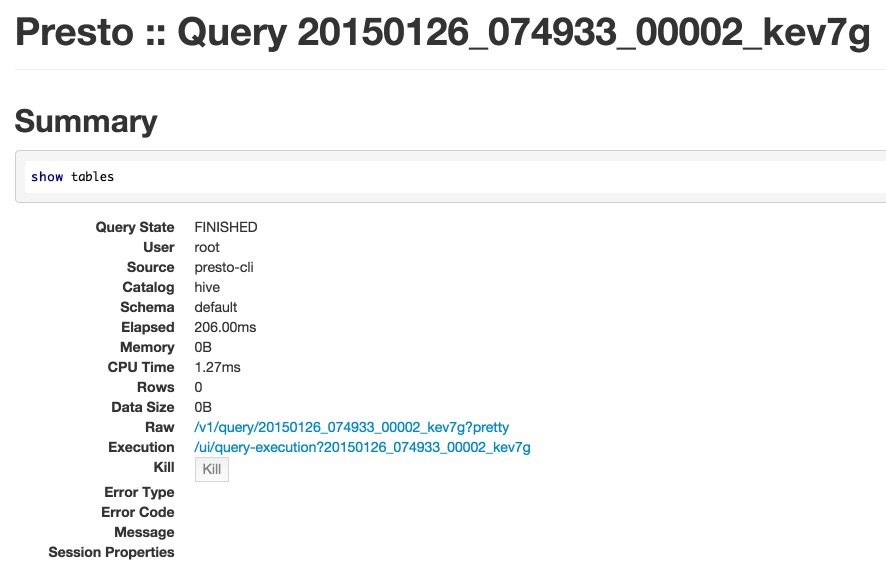 Presto :: Query 20150126_074933_00002_kev7g
Summary
show tables
Query State FINISHED
User root
Source presto-cli
Catalog hive
Schema default
Elapsed 206.00ms
Memory 0B
CPU Time 1.27ms
Rows 0
Data Size 0B
Raw /v1/query/20150126_074933_00002_kev7g?pretty
Execution /ui/query-execution?20150126_074933_00002_kev7g
Kill Kill
Error Type
Error Code
Message
Session Properties